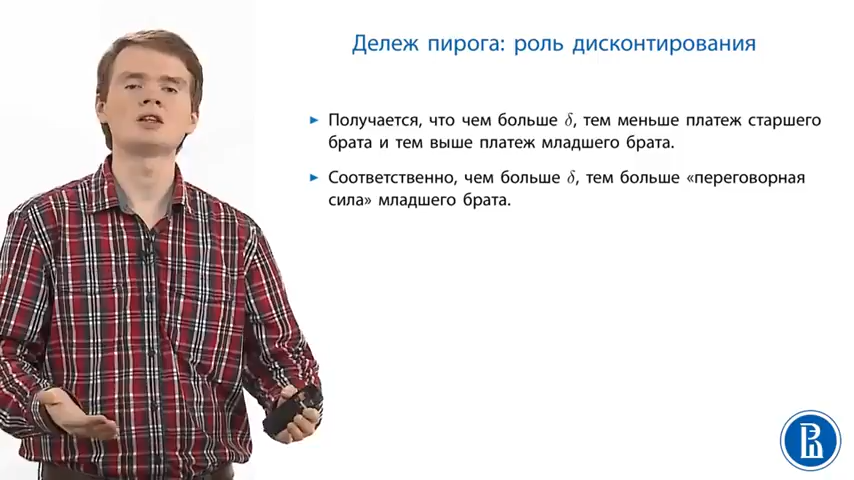 Дележ пирога: роль дисконтирования
Получается, что чем больше δ, тем меньше платеж старшего
брата и тем выше платеж младшего брата.
Соответственно, чем больше δ, тем больше «переговорная
сила» младшего брата.